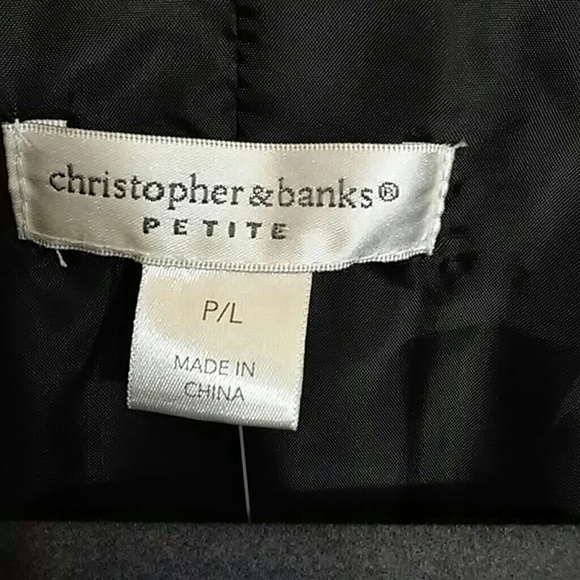 christopher&banks®
PETITE
P/L
MADE IN
CHINA